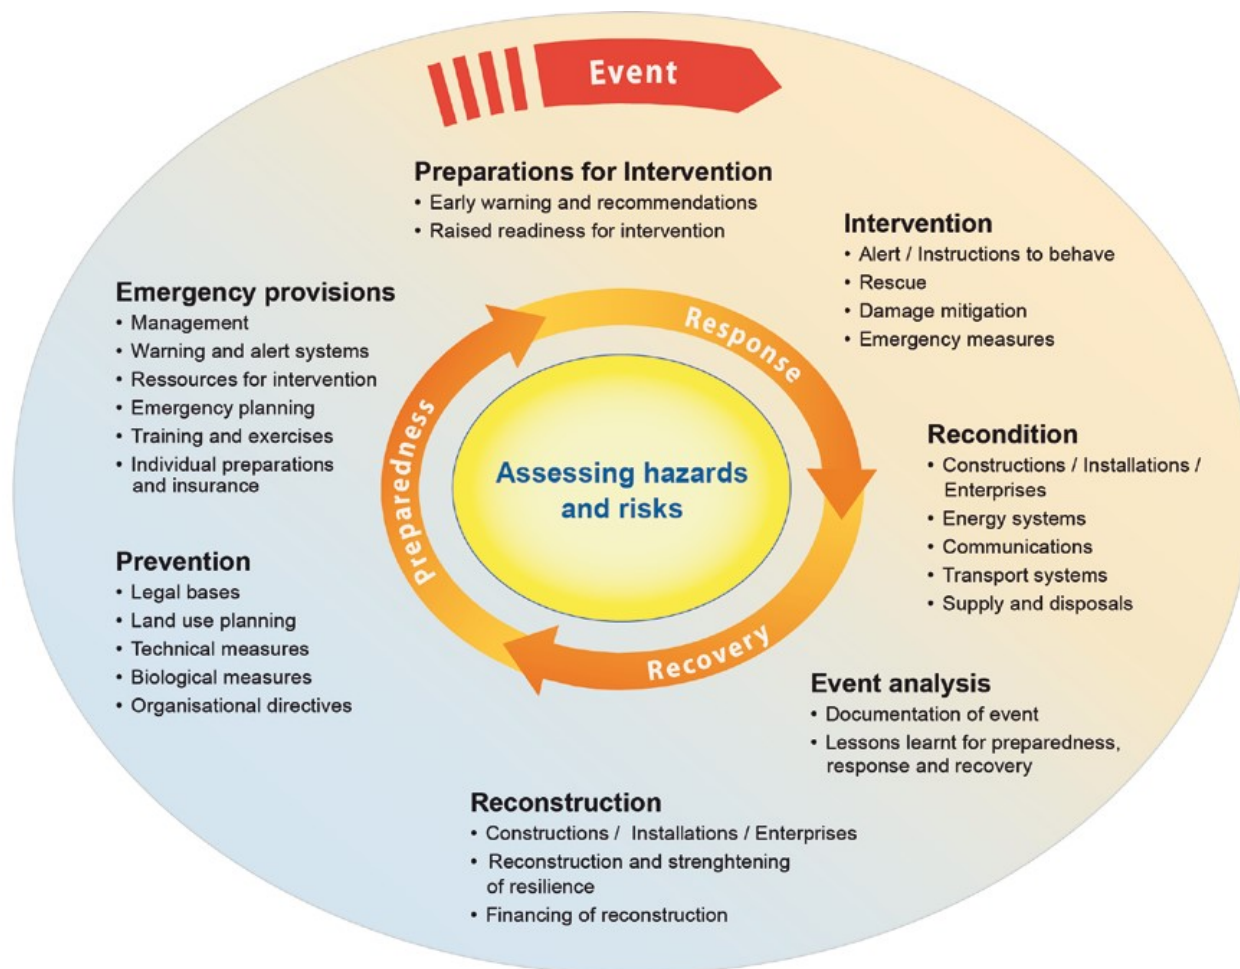 Event
Preparations for Intervention
• Early warning and recommendations
• Raised readiness for intervention
Intervention
• Alert / Instructions to behave
• Rescue
• Damage mitigation
• Emergency measures
Emergency provisions
• Management
• Warning and alert systems
• Ressources for intervention
• Emergency planning
• Training and exercises
• Individual preparations
and insurance
Response
Preparedness
Recovery
Assessing hazards
and risks
Recondition
• Constructions / Installations /
Enterprises
• Energy systems
• Communications
• Transport systems
• Supply and disposals
Prevention
• Legal bases
• Land use planning
• Technical measures
• Biological measures
• Organisational directives
Event analysis
• Documentation of event
• Lessons learnt for preparedness,
response and recovery
Reconstruction
• Constructions / Installations / Enterprises
• Reconstruction and strenghtening
of resilience
• Financing of reconstruction